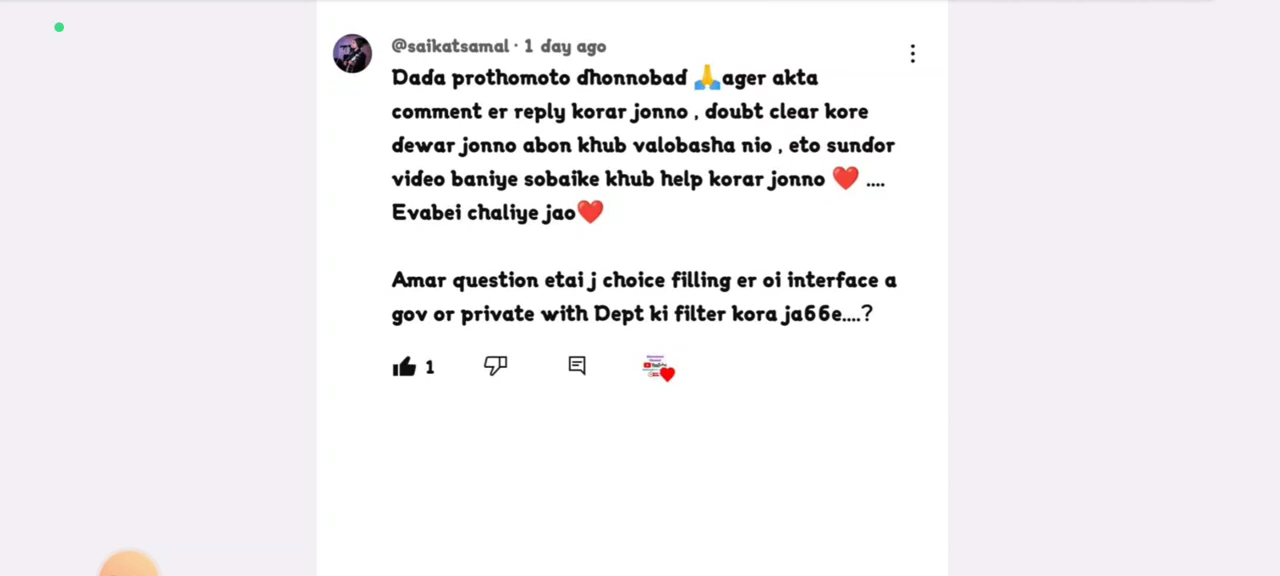 @saikatsamal · 1 day ago
Dada prothomoto dhonnobad 🙏ager akta
comment er reply korar jonno , doubt clear kore
dewar jonno abon khub valobasha nio , eto sundor
video baniye sobaike khub help korar jonno ❤️ ....
Evabei chaliye jao❤️
Amar question etai j choice filling er oi interface a
gov or private with Dept ki filter kora ja66e....?
1